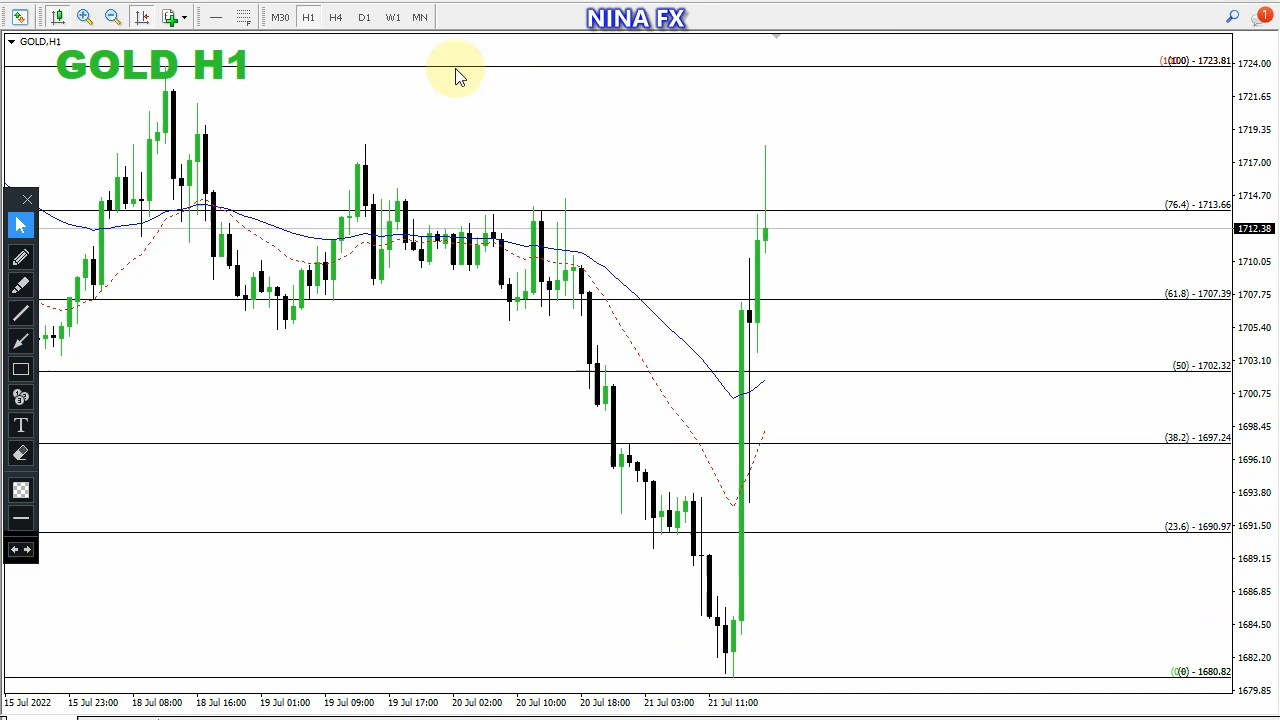 M30 H1 H4 D1 W1 MN
NINA FX
1
GOLD,H1
GOLD H1
(100) - 1723.81
(76.4) - 1713.66
(61.8) - 1707.39
(50) - 1702.32
(38.2) - 1697.24
(23.6) - 1690.97
(0) - 1680.82
1724.00
1721.65
1719.35
1717.00
1714.70
1712.38
1710.05
1707.75
1705.40
1703.10
1700.75
1698.45
1696.10
1693.80
1691.50
1689.15
1686.85
1684.50
1682.20
1679.85
T
15 Jul 2022
15 Jul 23:00
18 Jul 08:00
18 Jul 16:00
19 Jul 01:00
19 Jul 09:00
19 Jul 17:00
20 Jul 02:00
20 Jul 10:00
20 Jul 18:00
21 Jul 03:00
21 Jul 11:00